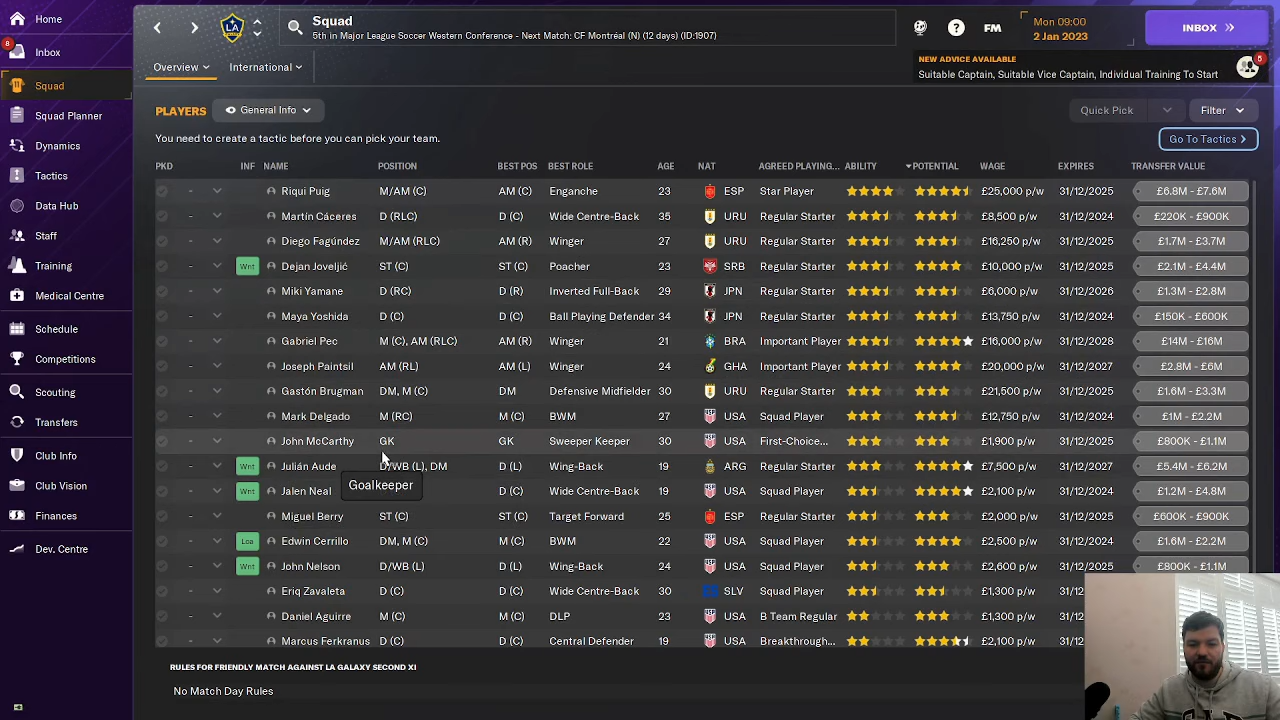 Home
Squad
5th in Major League Soccer Western Conference - Next Match: CF Montréal (N) (12 days) (ID:1907)
LA
FM
Mon 09:00
2 Jan 2023
INBOX
8
Inbox
Squad
Squad Planner
Dynamics
Tactics
Data Hub
Staff
Training
Medical Centre
Schedule
Competitions
Scouting
Transfers
Club Info
Club Vision
Finances
Dev. Centre
Overview
International
NEW ADVICE AVAILABLE
5
Suitable Captain, Suitable Vice Captain, Individual Training To Start
PLAYERS
General Info
Quick Pick
Filter
You need to create a tactic before you can pick your team.
Go To Tactics
PKD INF NAME POSITION BEST POS BEST ROLE AGE NAT AGREED PLAYING... ABILITY POTENTIAL WAGE EXPIRES TRANSFER VALUE
- Riqui Puig M/AM (C) AM (C) Enganche 23 ESP Star Player £25,000 p/w 31/12/2025 £6.8M - £7.6M
- Martín Cáceres D (RLC) D (C) Wide Centre-Back 35 URU Regular Starter £8,500 p/w 31/12/2024 £220K - £900K
- Diego Fagúndez M/AM (RLC) AM (R) Winger 27 URU Regular Starter £16,250 p/w 31/12/2025 £1.7M - £3.7M
- Wnt Dejan Joveljić ST (C) ST (C) Poacher 23 SRB Regular Starter £10,000 p/w 31/12/2025 £2.1M - £4.4M
- Miki Yamane D (RC) D (R) Inverted Full-Back 29 JPN Regular Starter £6,000 p/w 31/12/2026 £1.3M - £2.8M
- Maya Yoshida D (C) D (C) Ball Playing Defender 34 JPN Regular Starter £13,750 p/w 31/12/2024 £150K - £600K
- Gabriel Pec M (C), AM (RLC) AM (R) Winger 21 BRA Important Player £16,000 p/w 31/12/2028 £14M - £16M
- Joseph Paintsil AM (RL) AM (L) Winger 24 GHA Important Player £20,000 p/w 31/12/2027 £2.8M - £6M
- Gastón Brugman DM, M (C) DM Defensive Midfielder 30 URU Regular Starter £21,500 p/w 31/12/2025 £1.6M - £3.3M
- Mark Delgado M (RC) M (C) BWM 27 USA Squad Player £12,750 p/w 31/12/2024 £1M - £2.2M
- John McCarthy GK GK Sweeper Keeper 30 USA First-Choice... £1,900 p/w 31/12/2025 £800K - £1.1M
- Wnt Julián Aude D/WB (L), DM D (L) Wing-Back 19 ARG Regular Starter £7,500 p/w 31/12/2027 £5.4M - £6.2M
Goalkeeper
- Wnt Jalen Neal D (C) Wide Centre-Back 19 USA Squad Player £2,100 p/w 31/12/2024 £1.2M - £4.8M
- Miguel Berry ST (C) ST (C) Target Forward 25 ESP Regular Starter £2,000 p/w 31/12/2025 £600K - £900K
- Loa Edwin Cerrillo DM, M (C) M (C) BWM 22 USA Squad Player £2,500 p/w 31/12/2024 £1.6M - £2.2M
- Wnt John Nelson D/WB (L) D (L) Wing-Back 24 USA Squad Player £2,600 p/w 31/12/2024 £800K - £1.1M
- Eriq Zavaleta D (C) D (C) Wide Centre-Back 30 SLV Squad Player £1,300 p/w
- Daniel Aguirre M (C) M (C) DLP 23 USA B Team Regular £1,300 p/w
- Marcus Ferkranus D (C) D (C) Central Defender 19 USA Breakthrough... £2,100 p/w
RULES FOR FRIENDLY MATCH AGAINST LA GALAXY SECOND XI
No Match Day Rules